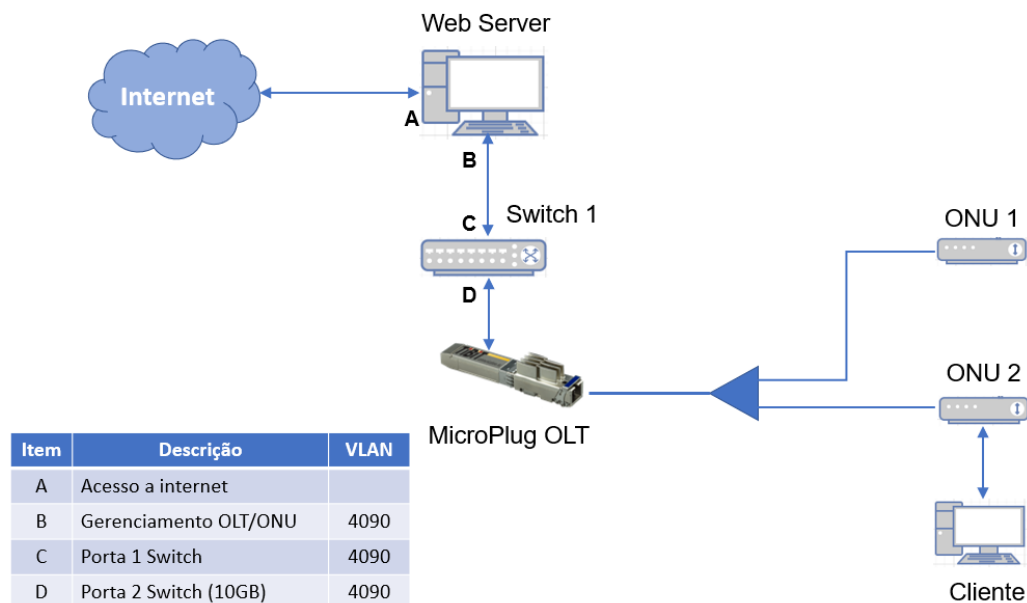 Web Server
Internet
A
B
C
Switch 1
D
ONU 1
ONU 2
MicroPlug OLT
Item Descrição VLAN
A Acesso a internet
B Gerenciamento OLT/ONU 4090
C Porta 1 Switch 4090
D Porta 2 Switch (10GB) 4090
Cliente